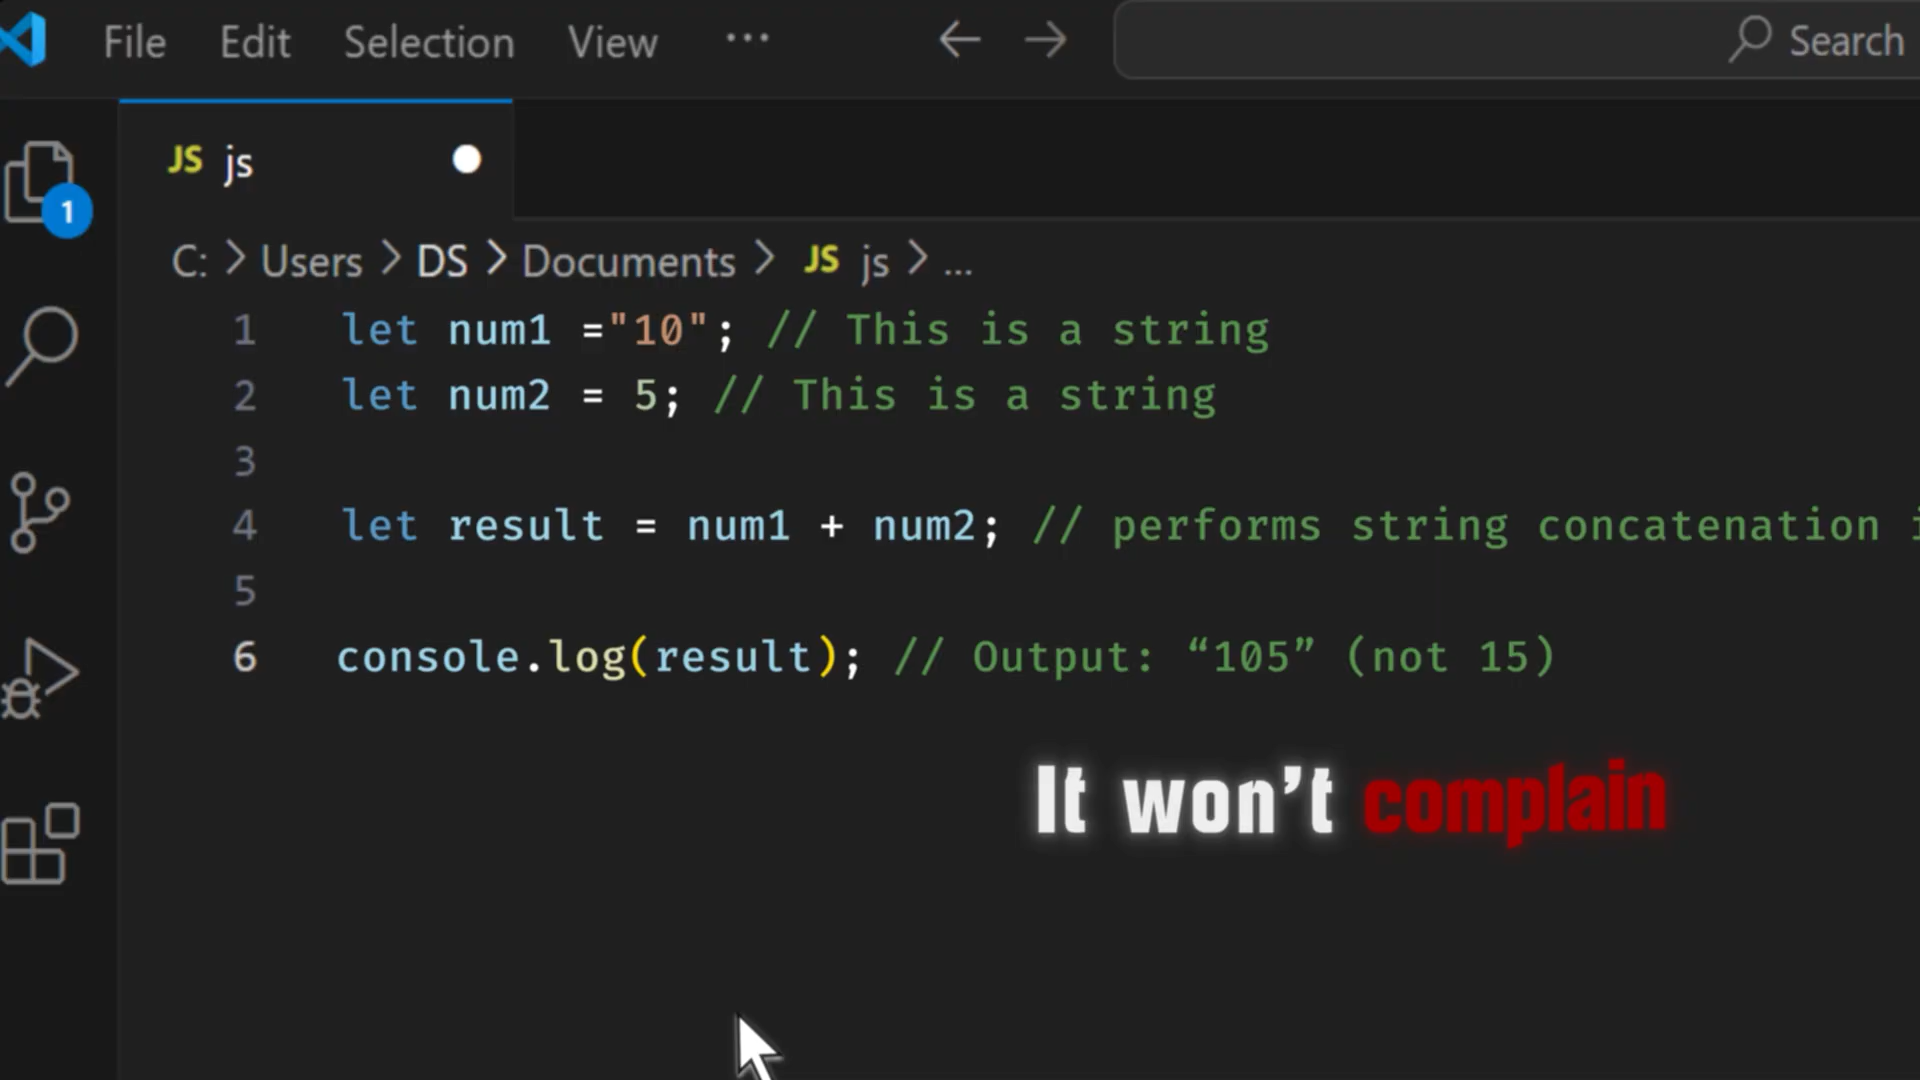 File Edit Selection View ··· ← → Search
JS js
1
C: > Users > DS > Documents > JS js > ...
1 let num1 ="10"; // This is a string
2 let num2 = 5; // This is a string
3
4 let result = num1 + num2; // performs string concatenation
5
6 console.log(result); // Output: “105” (not 15)
It won’t complain